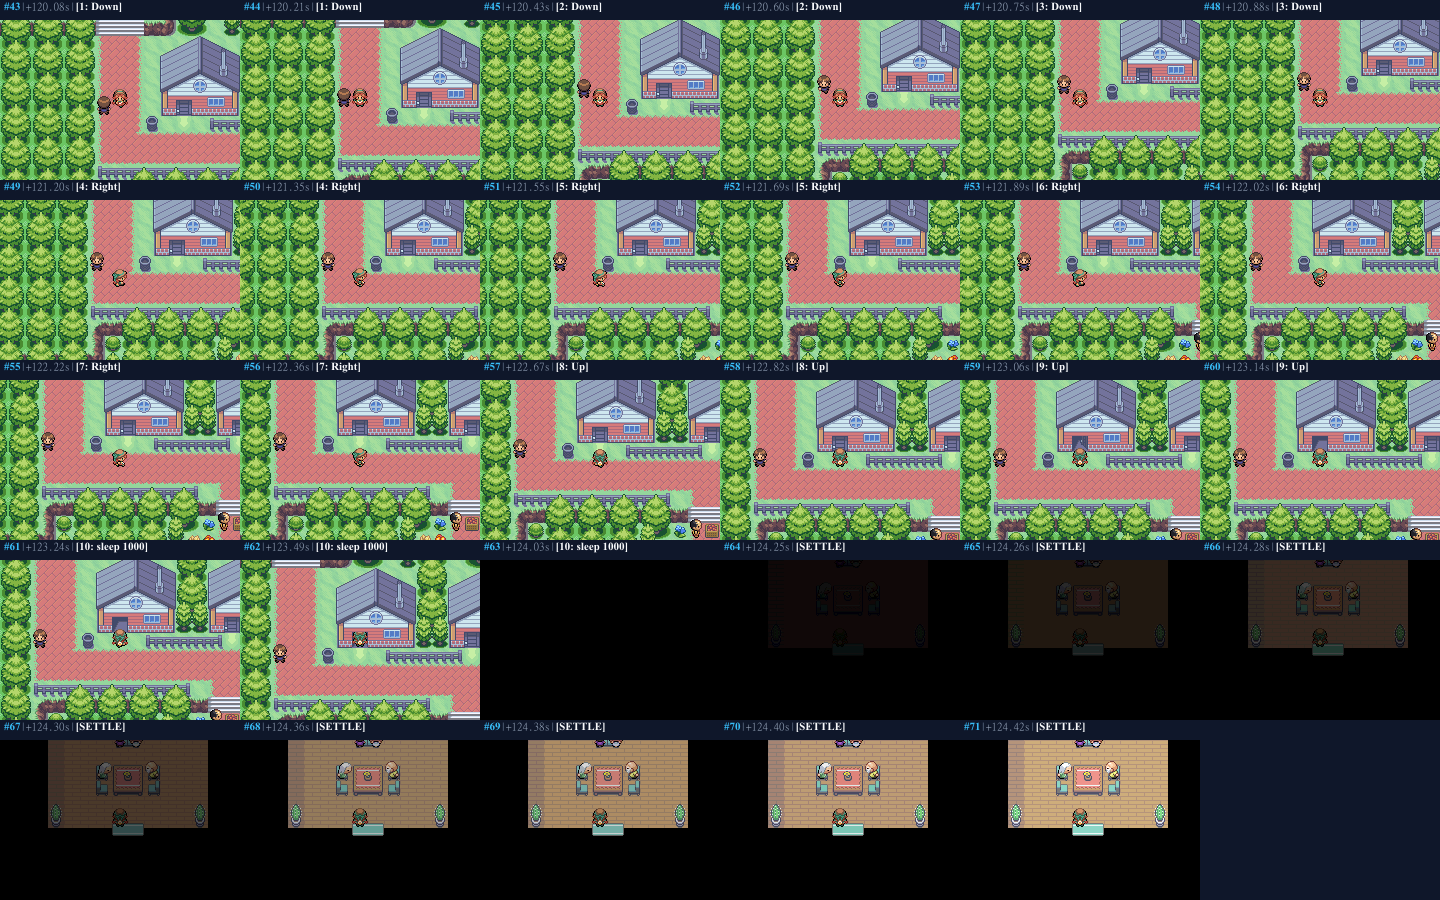 #43|+120.08s| [1: Down]
#44|+120.21s| [1: Down]
#45|+120.43s| [2: Down]
#46|+120.60s| [2: Down]
#47|+120.75s| [3: Down]
#48|+120.88s| [3: Down]
#49|+121.20s| [4: Right]
#50|+121.35s| [4: Right]
#51|+121.55s| [5: Right]
#52|+121.69s| [5: Right]
#53|+121.89s| [6: Right]
#54|+122.02s| [6: Right]
#55|+122.22s| [7: Right]
#56|+122.36s| [7: Right]
#57|+122.67s| [8: Up]
#58|+122.82s| [8: Up]
#59|+123.06s| [9: Up]
#60|+123.14s| [9: Up]
#61|+123.24s| [10: sleep 1000]
#62|+123.49s| [10: sleep 1000]
#63|+124.03s| [10: sleep 1000]
#64|+124.25s| [SETTLE]
#65|+124.26s| [SETTLE]
#66|+124.28s| [SETTLE]
#67|+124.30s| [SETTLE]
#68|+124.36s| [SETTLE]
#69|+124.38s| [SETTLE]
#70|+124.40s| [SETTLE]
#71|+124.42s| [SETTLE]